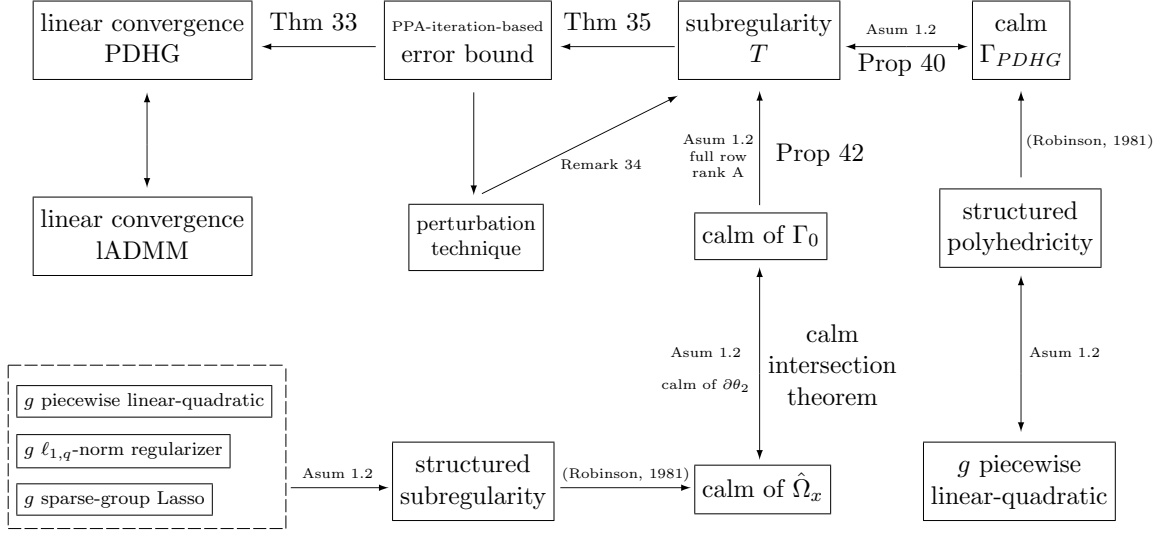 linear convergence
PDHG
Thm 33
PPA-iteration-based
error bound
Thm 35
subregularity
T
Asum 1.2
Prop 40
calm
Γ_{PDHG}
Asum 1.2
full row
rank A
Prop 42
(Robinson, 1981)
Remark 34
linear convergence
lADMM
perturbation
technique
calm of Γ_0
structured
polyhedricity
Asum 1.2
calm of ∂θ_2
calm
intersection
theorem
Asum 1.2
g piecewise linear-quadratic
g ℓ_{1,q}-norm regularizer
g sparse-group Lasso
Asum 1.2
structured
subregularity
(Robinson, 1981)
calm of Ω̂_x
g piecewise
linear-quadratic